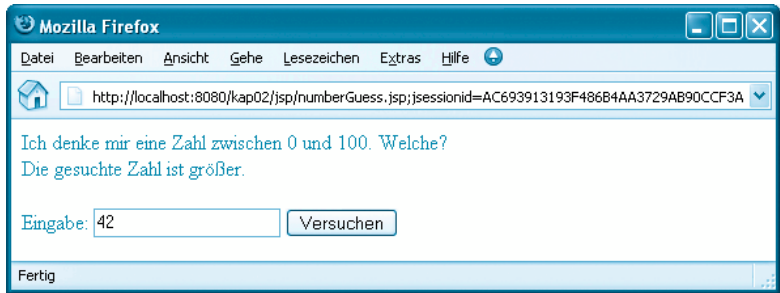 Mozilla Firefox
Datei Bearbeiten Ansicht Gehe Lesezeichen Extras Hilfe
http://localhost:8080/kap02/jsp/numberGuess.jsp;jsessionid=AC693913193F486B4AA3729AB90CCF3A
Ich denke mir eine Zahl zwischen 0 und 100. Welche?
Die gesuchte Zahl ist größer.
Eingabe: 42 Versuchen
Fertig